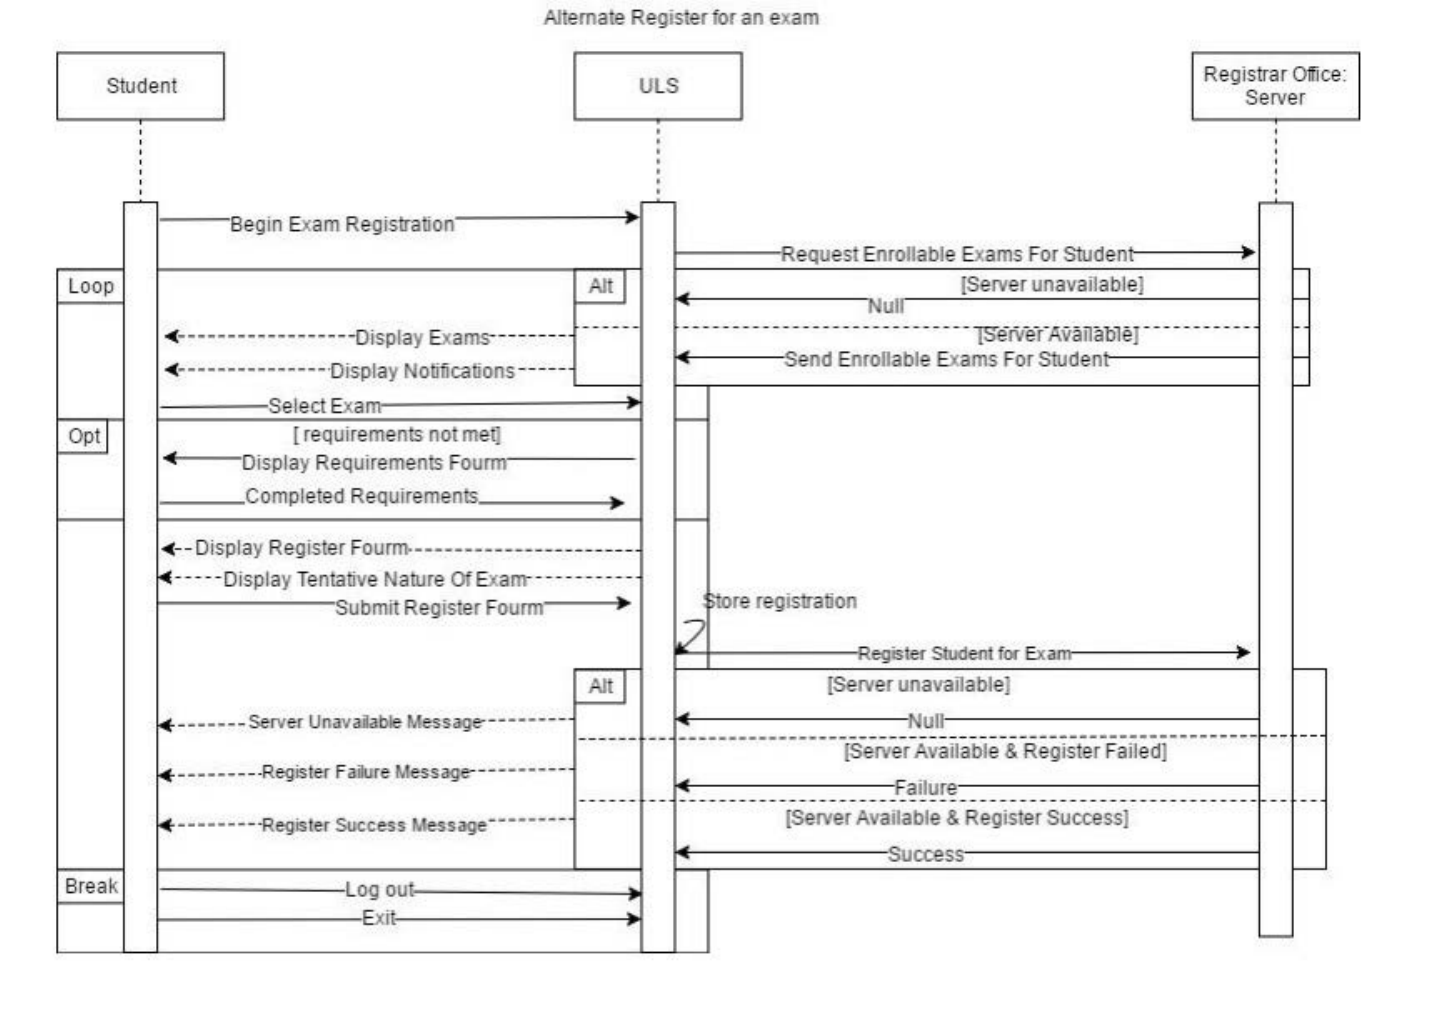 Alternate Register for an exam
Student
ULS
Registrar Office:
Server
Begin Exam Registration
Request Enrollable Exams For Student
Loop
Alt
[Server unavailable]
Null
[Server Available]
Display Exams
Send Enrollable Exams For Student
Display Notifications
Select Exam
Opt
[ requirements not met]
Display Requirements Fourm
Completed Requirements
Display Register Fourm
Display Tentative Nature Of Exam
Submit Register Fourm
Store registration
Register Student for Exam
Alt
[Server unavailable]
Server Unavailable Message
Null
[Server Available & Register Failed]
Register Failure Message
Failure
[Server Available & Register Success]
Register Success Message
Success
Break
Log out
Exit